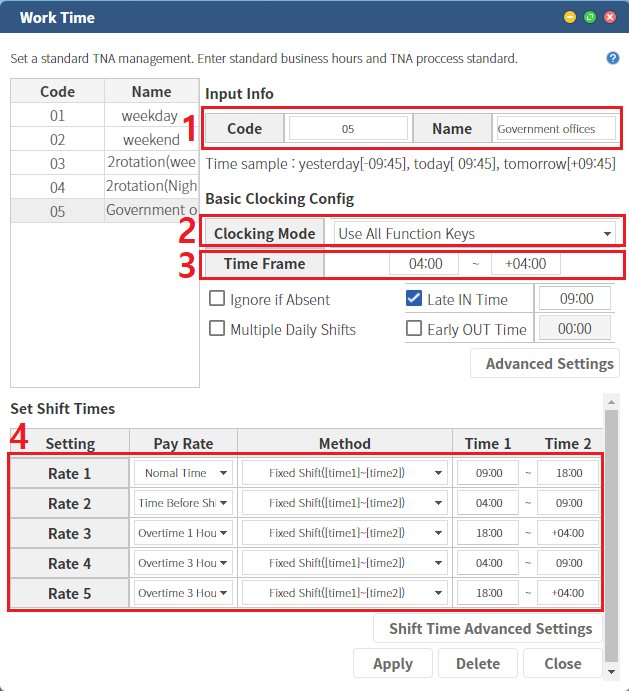 Work Time
Set a standard TNA management. Enter standard business hours and TNA proccess standard.
Code Name
01 weekday
02 weekend
03 2rotation(wee
04 2rotation(Nigh
05 Government o
Input Info
1
Code 05 Name Government offices
Time sample : yesterday[-09:45], today[ 09:45], tomorrow[+09:45]
Basic Clocking Config
2
Clocking Mode Use All Function Keys
3
Time Frame 04:00 ~ +04:00
Ignore if Absent Late IN Time 09:00
Multiple Daily Shifts Early OUT Time 00:00
Advanced Settings
Set Shift Times
4
Setting Pay Rate Method Time 1 Time 2
Rate 1 Nomal Time Fixed Shift([time1]~[time2]) 09:00 ~ 18:00
Rate 2 Time Before Shi Fixed Shift([time1]~[time2]) 04:00 ~ 09:00
Rate 3 Overtime 1 Hou Fixed Shift([time1]~[time2]) 18:00 ~ +04:00
Rate 4 Overtime 3 Hou Fixed Shift([time1]~[time2]) 04:00 ~ 09:00
Rate 5 Overtime 3 Hou Fixed Shift([time1]~[time2]) 18:00 ~ +04:00
Shift Time Advanced Settings
Apply Delete Close